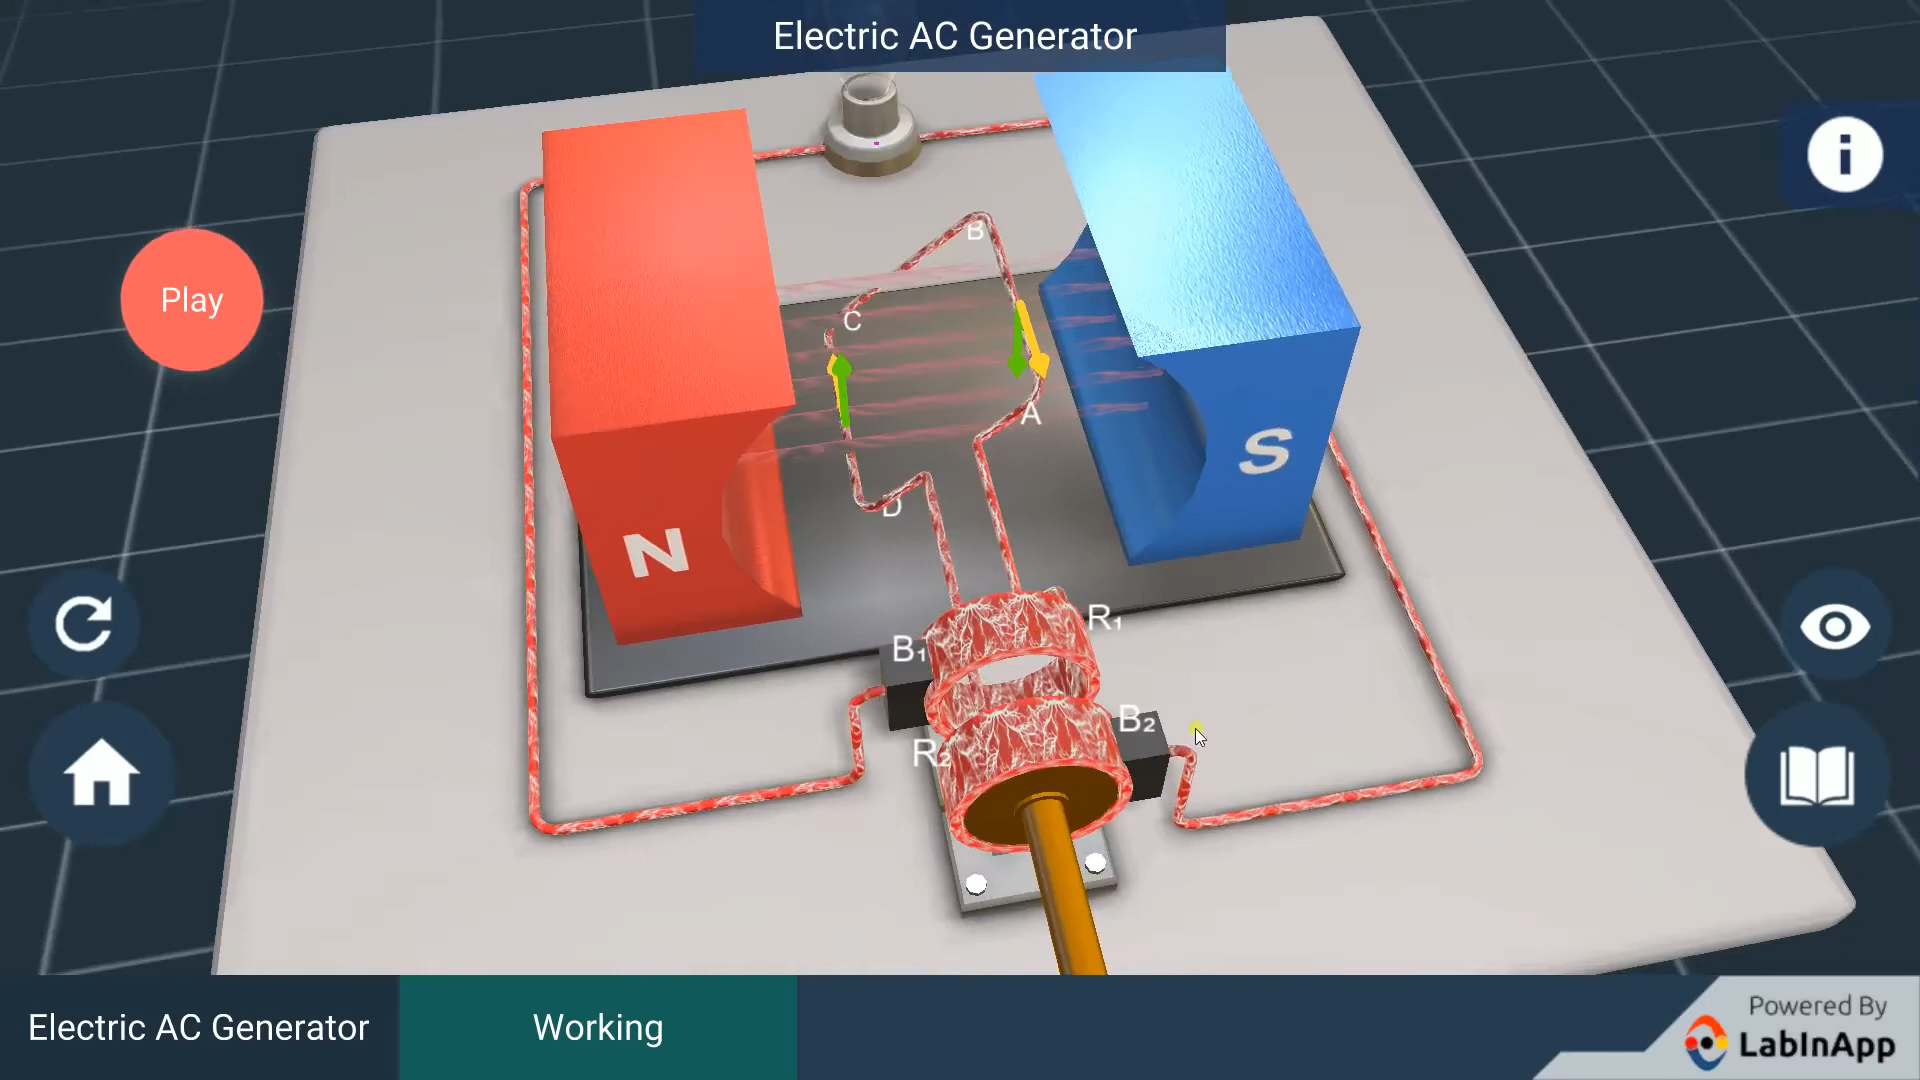 Electric AC Generator
Play
B
C
A
D
S
N
R₁
B₁
B₂
R₂
Electric AC Generator
Working
Powered By
LabInApp